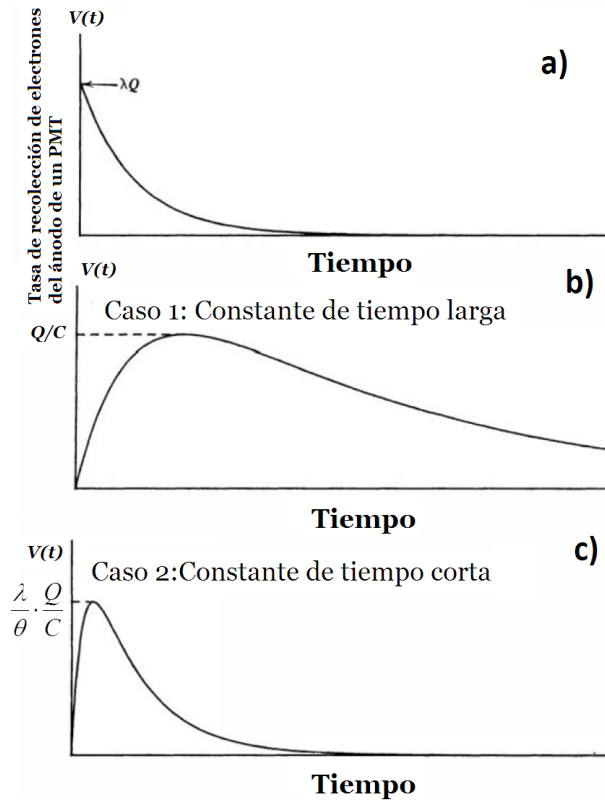 V(t)
a)
λQ
Tasa de recolección de electrones
del ánodo de un PMT
Tiempo
V(t)
b)
Caso 1: Constante de tiempo larga
Q/C
Tiempo
V(t)
c)
Caso 2:Constante de tiempo corta
λ/θ · Q/C
Tiempo